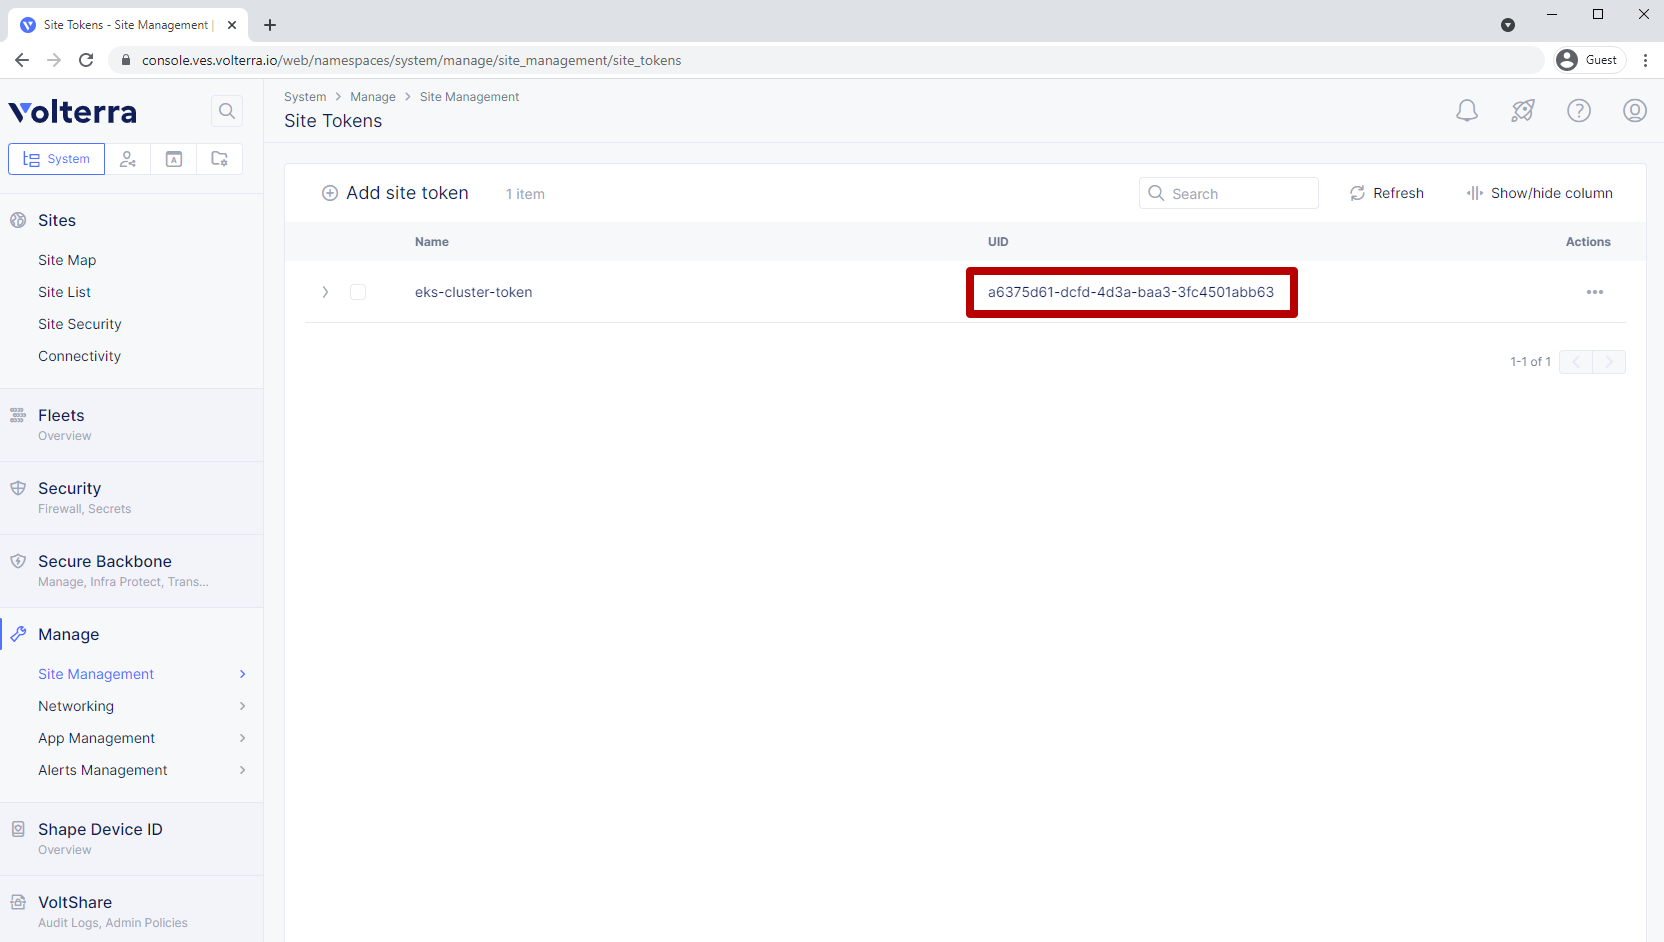 Site Tokens - Site Management |
console.ves.volterra.io/web/namespaces/system/manage/site_management/site_tokens
Guest
Volterra
System
Sites
Site Map
Site List
Site Security
Connectivity
Fleets
Overview
Security
Firewall, Secrets
Secure Backbone
Manage, Infra Protect, Trans...
Manage
Site Management
Networking
App Management
Alerts Management
Shape Device ID
Overview
VoltShare
Audit Logs, Admin Policies
System > Manage > Site Management
Site Tokens
Add site token 1 item Search Refresh Show/hide column
Name UID Actions
eks-cluster-token a6375d61-dcfd-4d3a-baa3-3fc4501abb63
1-1 of 1